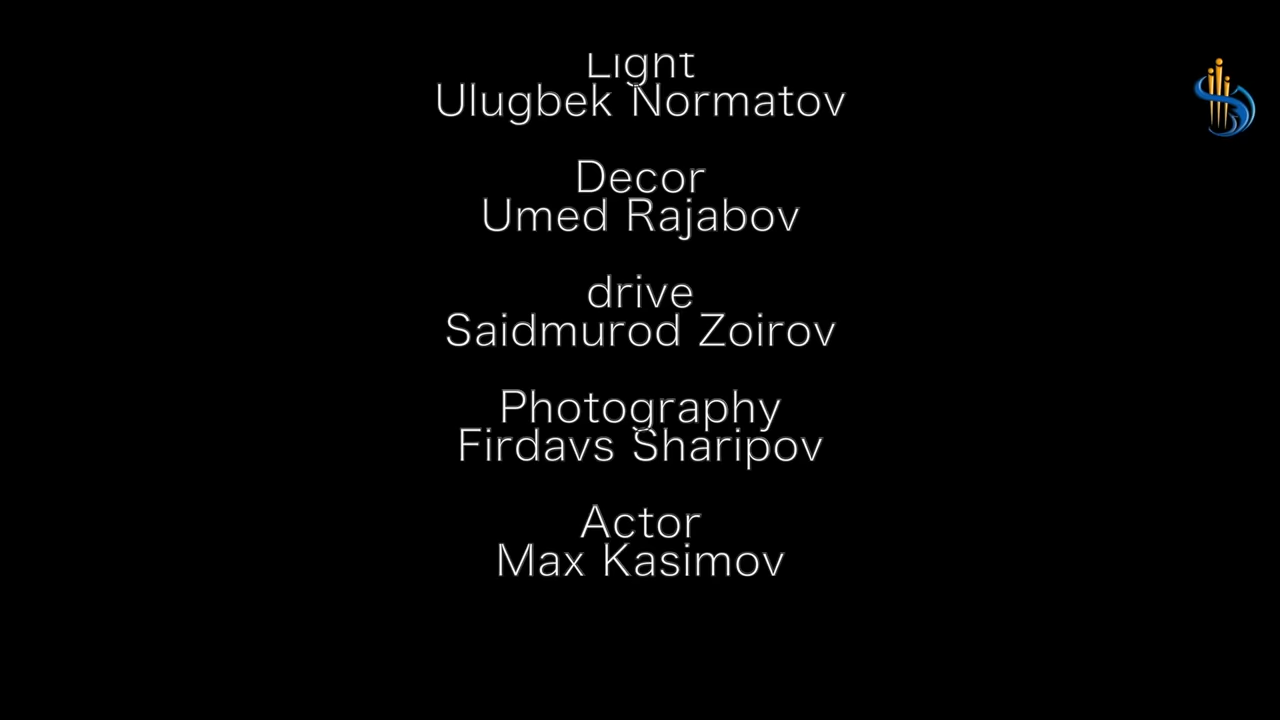 Light
Ulugbek Normatov
Decor
Umed Rajabov
drive
Saidmurod Zoirov
Photography
Firdavs Sharipov
Actor
Max Kasimov